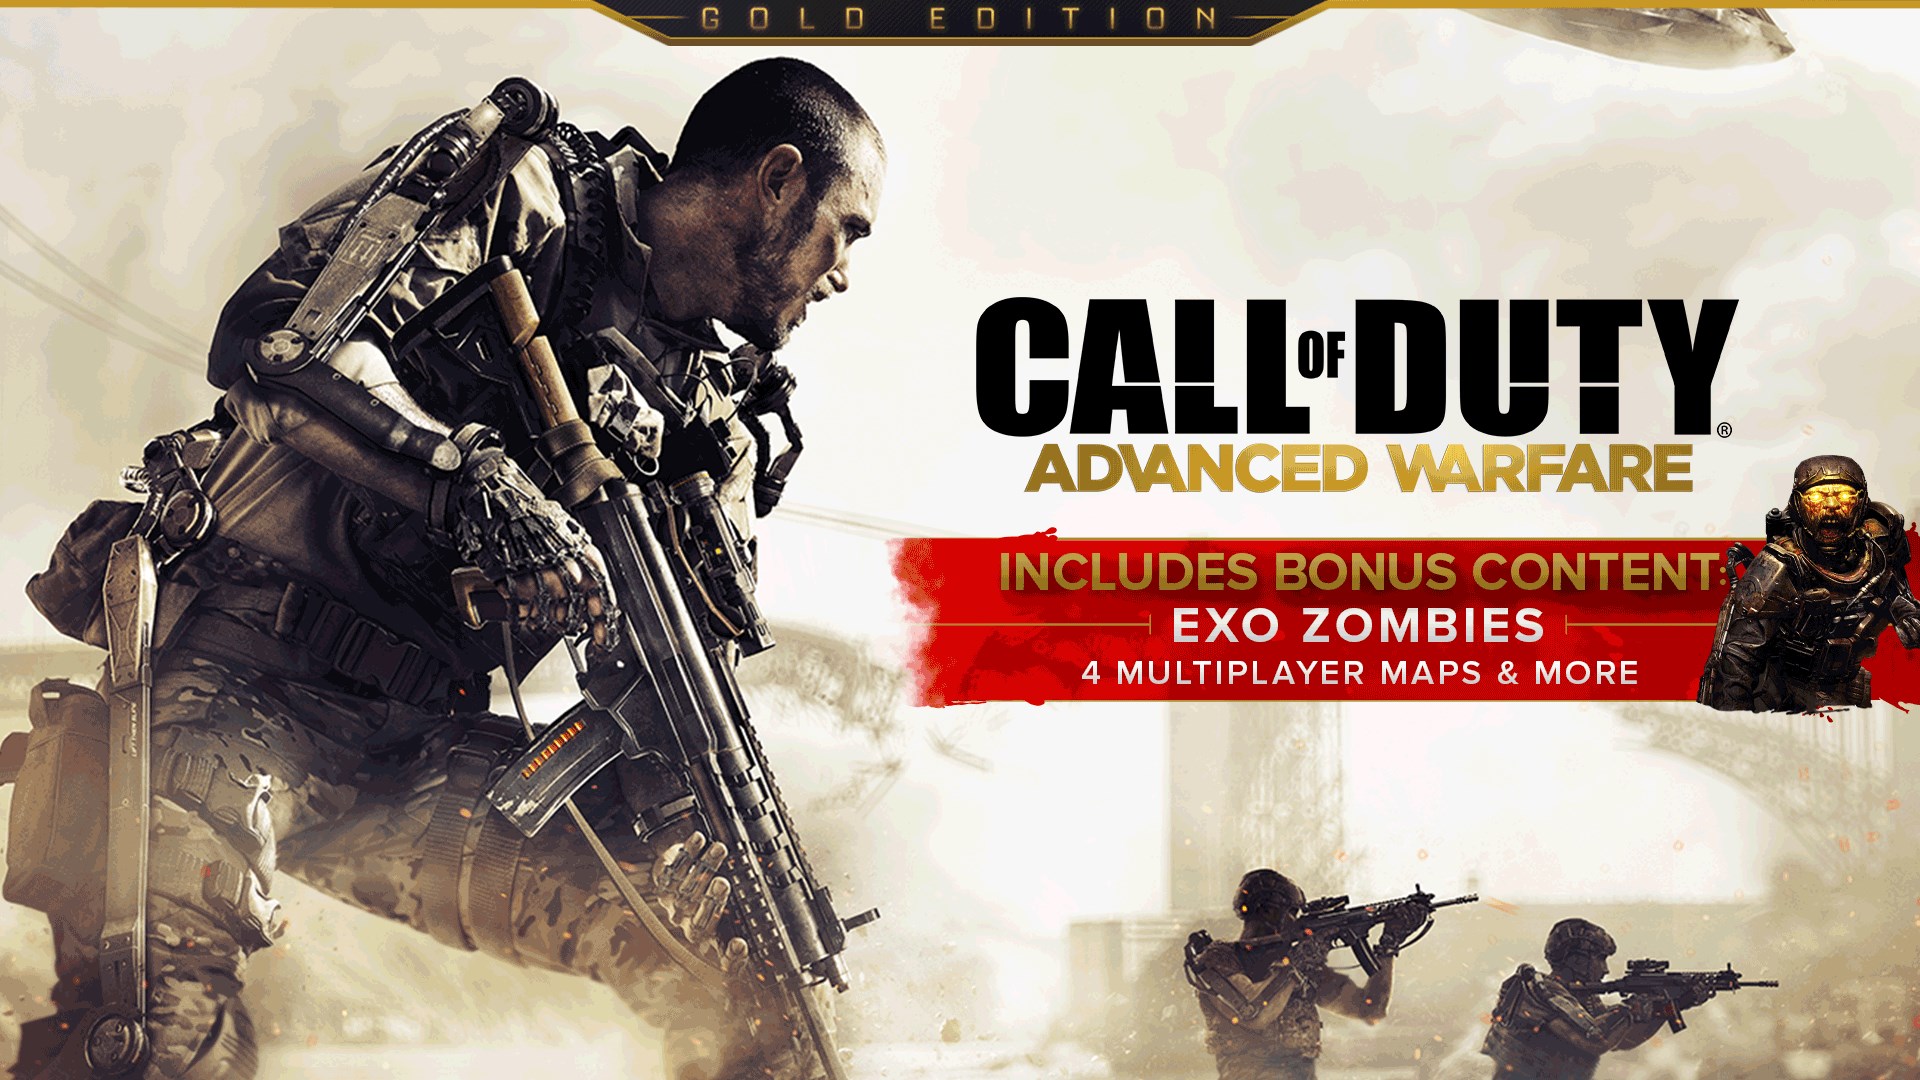 GOLD EDITION
CALL OF DUTY®
ADVANCED WARFARE
INCLUDES BONUS CONTENT:
EXO ZOMBIES
4 MULTIPLAYER MAPS & MORE